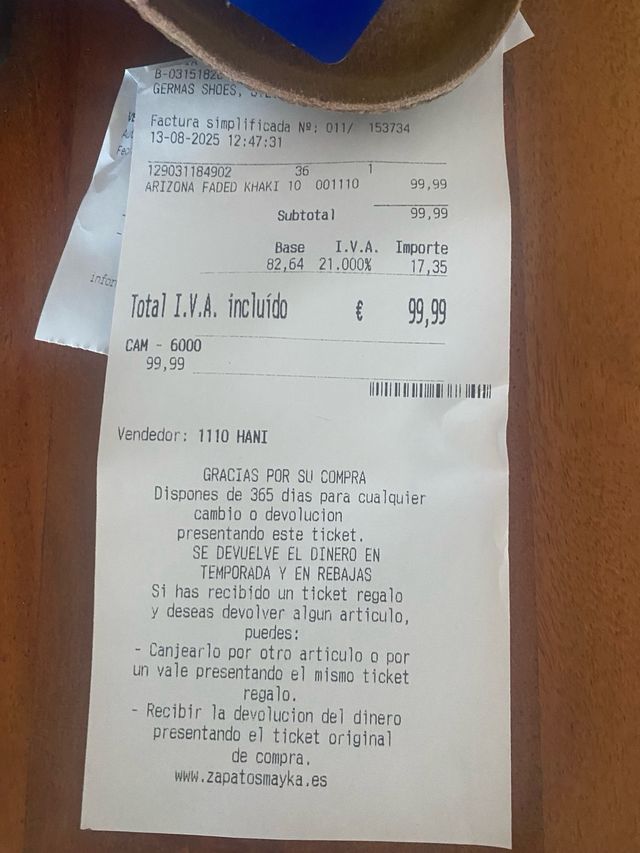 B-0315182
GERMAS SHOES,
Factura simplificada Nº: 011/ 153734
13-08-2025 12:47:31
129031184902 36 1
ARIZONA FADED KHAKI 10 001110 99,99
Subtotal 99,99
Base I.V.A. Importe
82,64 21.000% 17,35
Total I.V.A. incluído € 99,99
CAM - 6000
99,99
Vendedor: 1110 HANI
GRACIAS POR SU COMPRA
Dispones de 365 dias para cualquier
cambio o devolucion
presentando este ticket.
SE DEVUELVE EL DINERO EN
TEMPORADA Y EN REBAJAS
Si has recibido un ticket regalo
y deseas devolver algun articulo,
puedes:
- Canjearlo por otro articulo o por
un vale presentando el mismo ticket
regalo.
- Recibir la devolucion del dinero
presentando el ticket original
de compra.
www.zapatosmayka.es